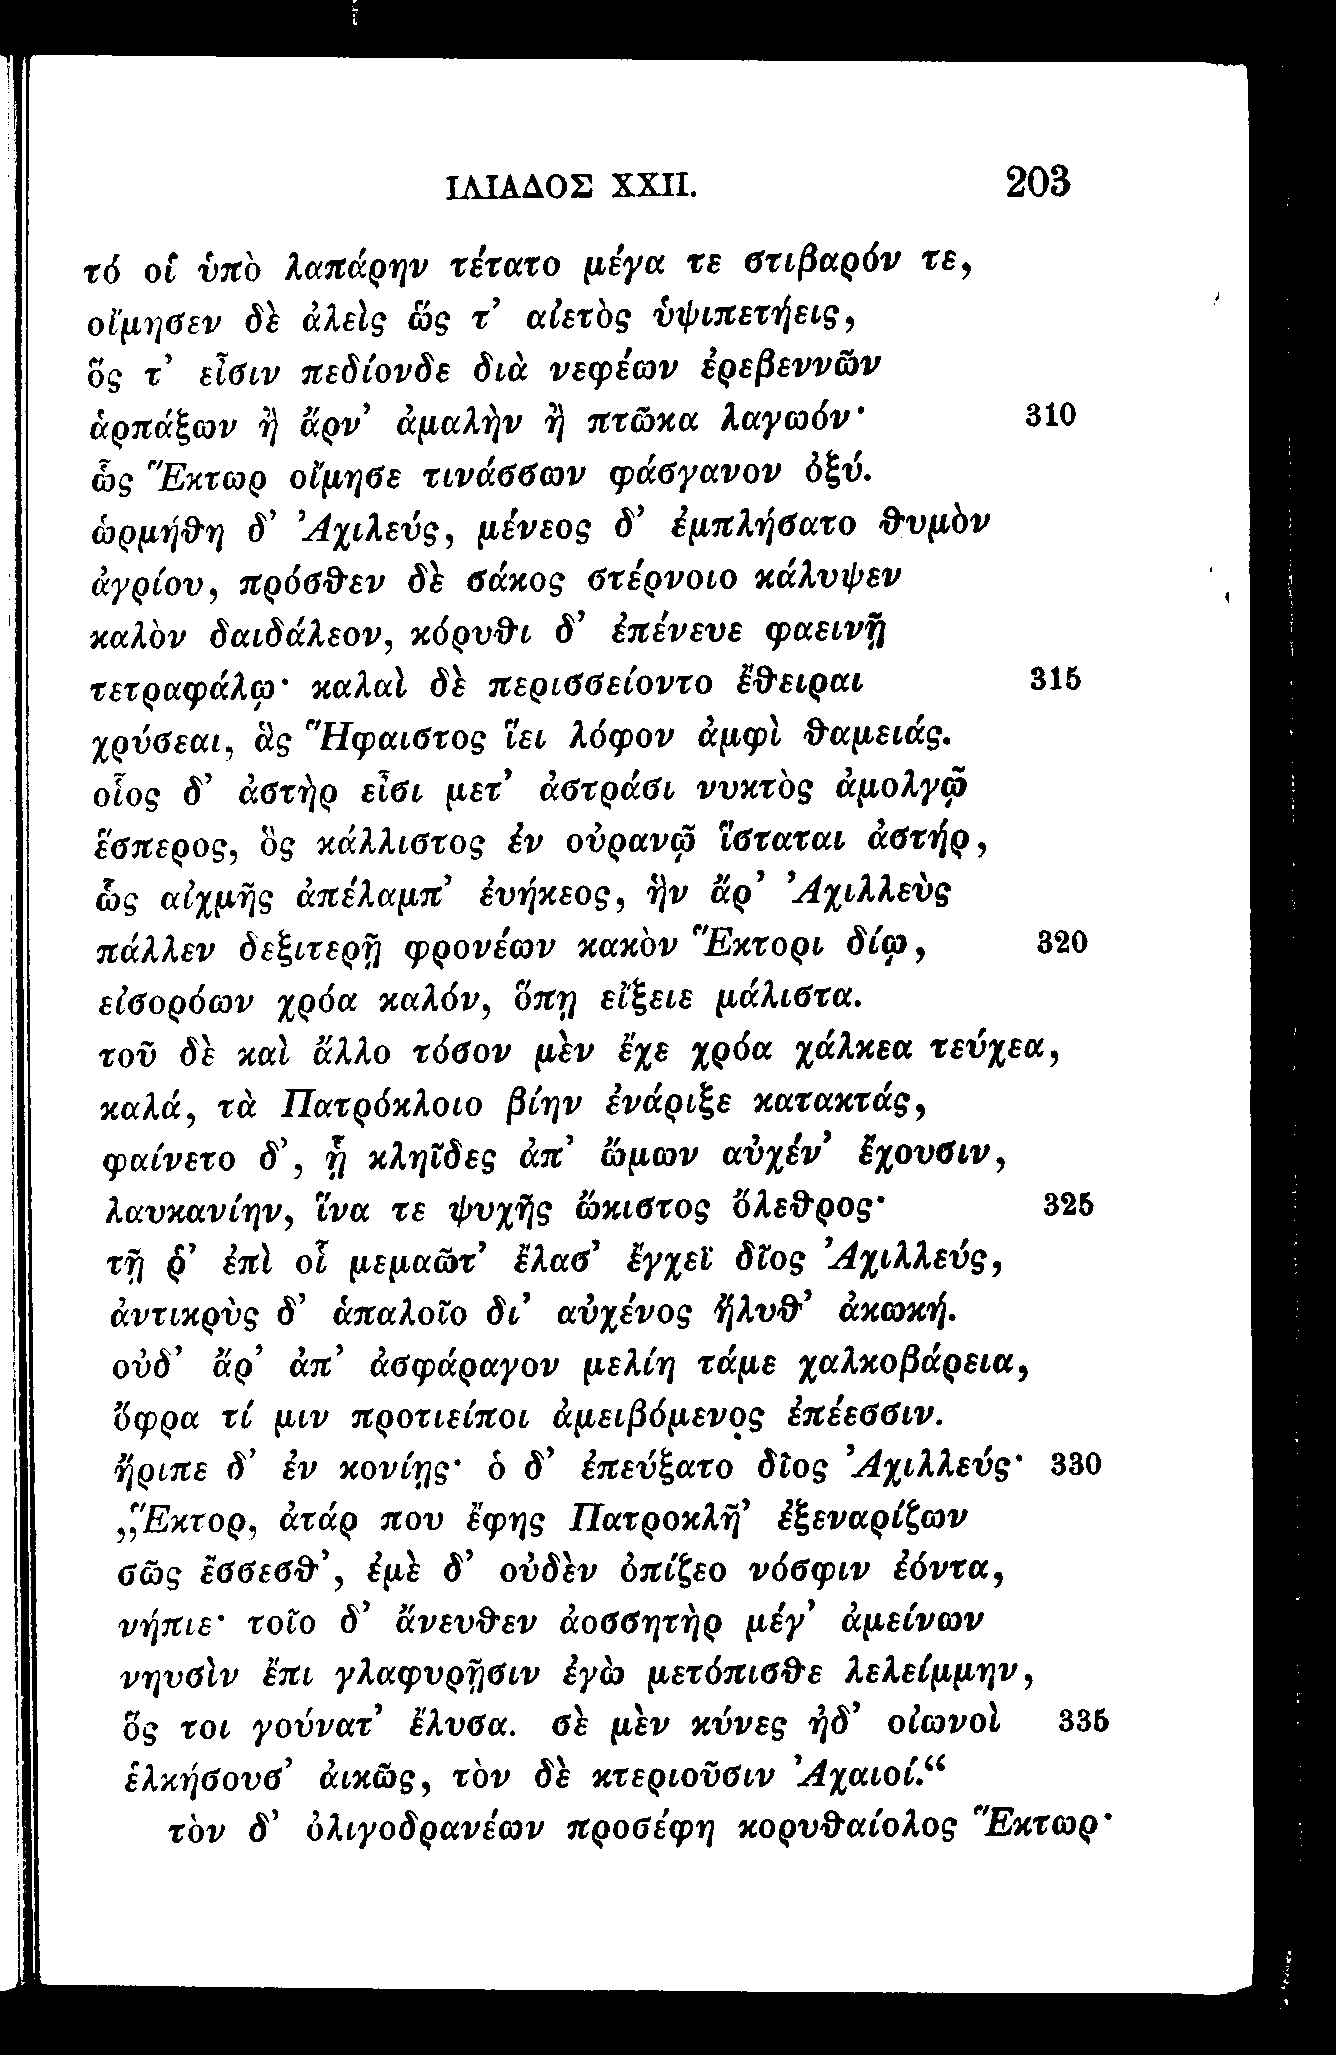 ΙΛΙΑΔΟΣ XXII. 203
τό οἱ ὑπὸ λαπάρην τέτατο μέγα τε στιβαρόν τε,
οἴμησεν δὲ ἀλεὶς ὥς τ’ αἰετὸς ὑψιπετήεις,
ὅς τ’ εἶσιν πεδίονδε διὰ νεφέων ἐρεβεννῶν
ἁρπάξων ἢ ἄρν’ ἀμαλὴν ἢ πτῶκα λαγωόν· 310
ὣς Ἕκτωρ οἴμησε τινάσσων φάσγανον ὀξύ.
ὡρμήθη δ’ Ἀχιλεύς, μένεος δ’ ἐμπλήσατο θυμὸν
ἀγρίου, πρόσθεν δὲ σάκος στέρνοιο κάλυψεν
καλὸν δαιδάλεον, κόρυθι δ’ ἐπένευε φαεινῇ
τετραφάλῳ· καλαὶ δὲ περισσείοντο ἔθειραι 315
χρύσεαι, ἃς Ἥφαιστος ἵει λόφον ἀμφὶ θαμειάς.
οἷος δ’ ἀστὴρ εἶσι μετ’ ἀστράσι νυκτὸς ἀμολγῷ
ἕσπερος, ὃς κάλλιστος ἐν οὐρανῷ ἵσταται ἀστήρ,
ὣς αἰχμῆς ἀπέλαμπ’ ἐυήκεος, ἣν ἄρ’ Ἀχιλλεὺς
πάλλεν δεξιτερῇ φρονέων κακὸν Ἕκτορι δίῳ, 320
εἰσορόων χρόα καλόν, ὅπῃ εἴξειε μάλιστα.
τοῦ δὲ καὶ ἄλλο τόσον μὲν ἔχε χρόα χάλκεα τεύχεα,
καλά, τὰ Πατρόκλοιο βίην ἐνάριξε κατακτάς,
φαίνετο δ’, ᾗ κληῖδες ἀπ’ ὤμων αὐχέν’ ἔχουσιν,
λαυκανίην, ἵνα τε ψυχῆς ὤκιστος ὄλεθρος· 325
τῇ ῥ’ ἐπὶ οἷ μεμαῶτ’ ἔλασ’ ἔγχεϊ δῖος Ἀχιλλεύς,
ἀντικρὺς δ’ ἁπαλοῖο δι’ αὐχένος ἤλυθ’ ἀκωκή.
οὐδ’ ἄρ’ ἀπ’ ἀσφάραγον μελίη τάμε χαλκοβάρεια,
ὄφρα τί μιν προτιείποι ἀμειβόμενος ἐπέεσσιν.
ἤριπε δ’ ἐν κονίῃς· ὁ δ’ ἐπεύξατο δῖος Ἀχιλλεύς· 330
„Ἕκτορ, ἀτάρ που ἔφης Πατροκλῆ’ ἐξεναρίζων
σῶς ἔσσεσθ’, ἐμὲ δ’ οὐδὲν ὀπίζεο νόσφιν ἐόντα,
νήπιε· τοῖο δ’ ἄνευθεν ἀοσσητὴρ μέγ’ ἀμείνων
νηυσὶν ἔπι γλαφυρῇσιν ἐγὼ μετόπισθε λελείμμην,
ὅς τοι γούνατ’ ἔλυσα. σὲ μὲν κύνες ἠδ’ οἰωνοὶ 335
ἑλκήσουσ’ ἀικῶς, τὸν δὲ κτεριοῦσιν Ἀχαιοί.“
τὸν δ’ ὀλιγοδρανέων προσέφη κορυθαίολος Ἕκτωρ·